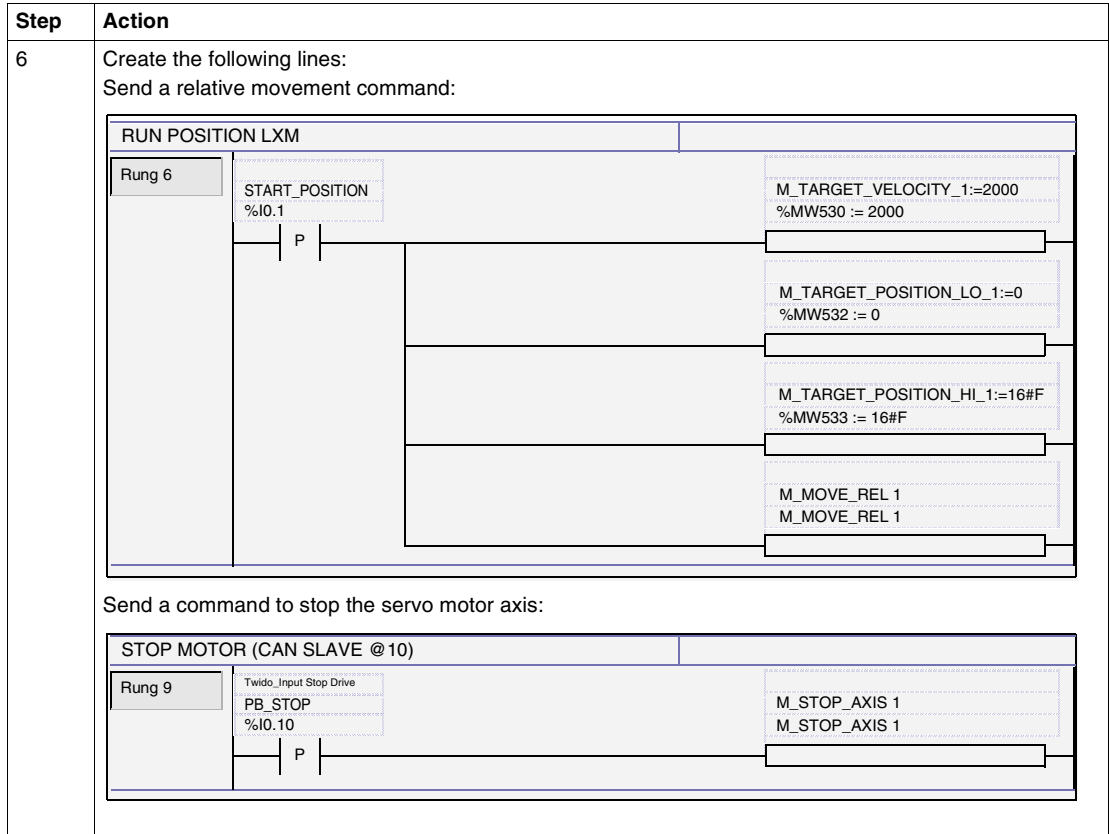 Step Action
6 Create the following lines:
Send a relative movement command:
RUN POSITION LXM
Rung 6
START_POSITION
%I0.1
P
M_TARGET_VELOCITY_1:=2000
%MW530 := 2000
M_TARGET_POSITION_LO_1:=0
%MW532 := 0
M_TARGET_POSITION_HI_1:=16#F
%MW533 := 16#F
M_MOVE_REL 1
M_MOVE_REL 1
Send a command to stop the servo motor axis:
STOP MOTOR (CAN SLAVE @10)
Rung 9
Twido_Input Stop Drive
PB_STOP
%I0.10
P
M_STOP_AXIS 1
M_STOP_AXIS 1